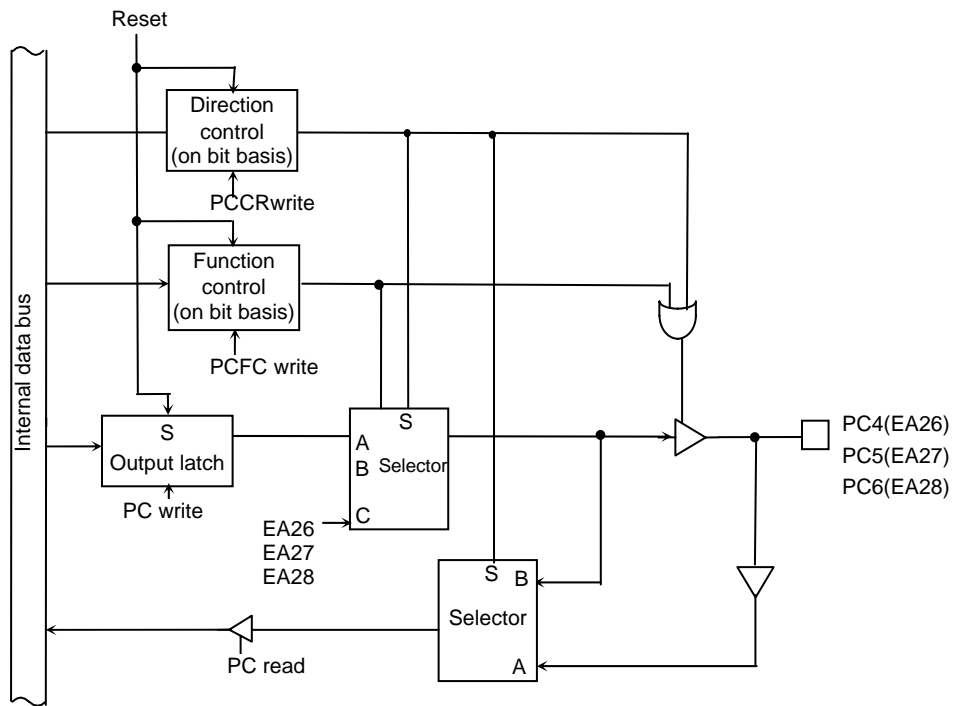 Reset
Direction
control
(on bit basis)
PCCRwrite
Function
control
(on bit basis)
PCFC write
Internal data bus
S
Output latch
PC write
S
A
B
Selector
C
EA26
EA27
EA28
PC4(EA26)
PC5(EA27)
PC6(EA28)
S
B
Selector
A
PC read